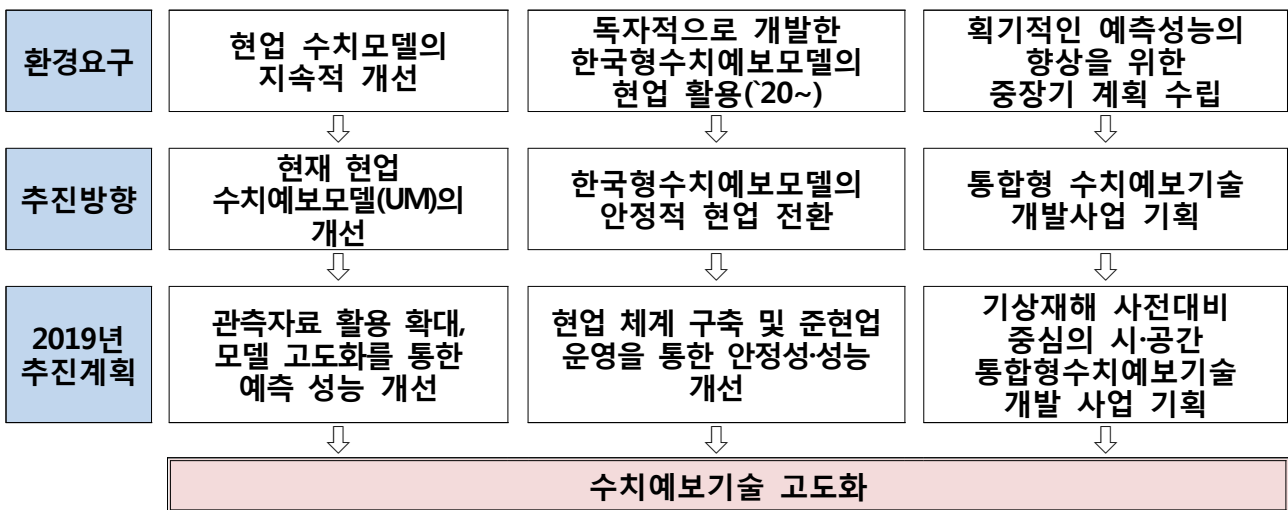 환경요구
현업 수치모델의
지속적 개선
독자적으로 개발한
한국형수치예보모델의
현업 활용(`20~)
획기적인 예측성능의
향상을 위한
중장기 계획 수립
추진방향
현재 현업
수치예보모델(UM)의
개선
한국형수치예보모델의
안정적 현업 전환
통합형 수치예보기술
개발사업 기획
2019년
추진계획
관측자료 활용 확대,
모델 고도화를 통한
예측 성능 개선
현업 체계 구축 및 준현업
운영을 통한 안정성·성능
개선
기상재해 사전대비
중심의 시·공간
통합형수치예보기술
개발 사업 기획
수치예보기술 고도화